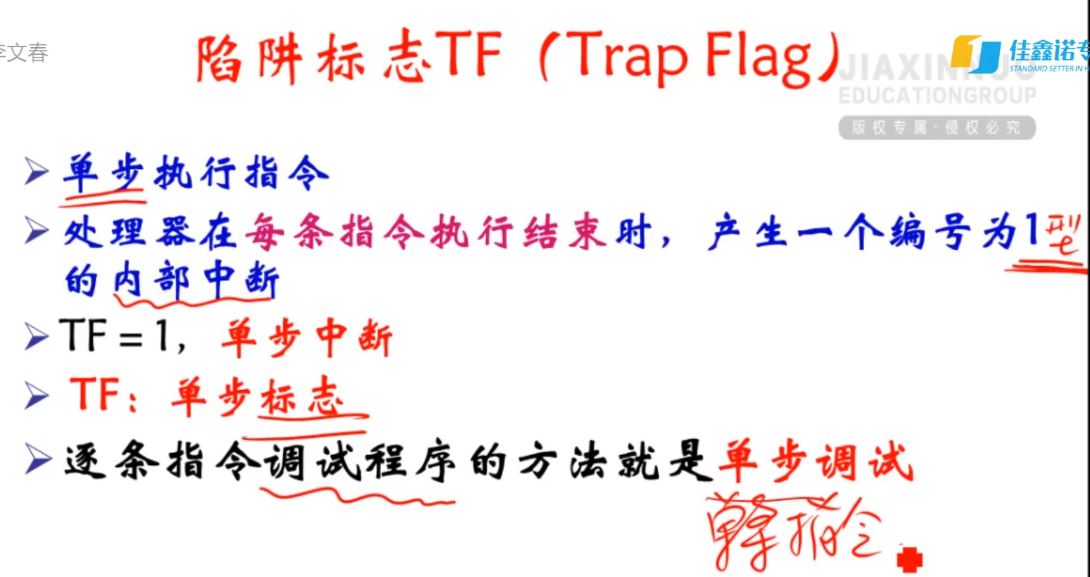 李文春
陷阱标志TF（Trap Flag）
佳鑫诺专
STANDARD SETTER IN H
JIAXINNUO
EDUCATIONGROUP
版权专属·侵权必究
单步执行指令
处理器在每条指令执行结束时，产生一个编号为1型
的内部中断
TF = 1，单步中断
TF：单步标志
逐条指令调试程序的方法就是单步调试
单条指令